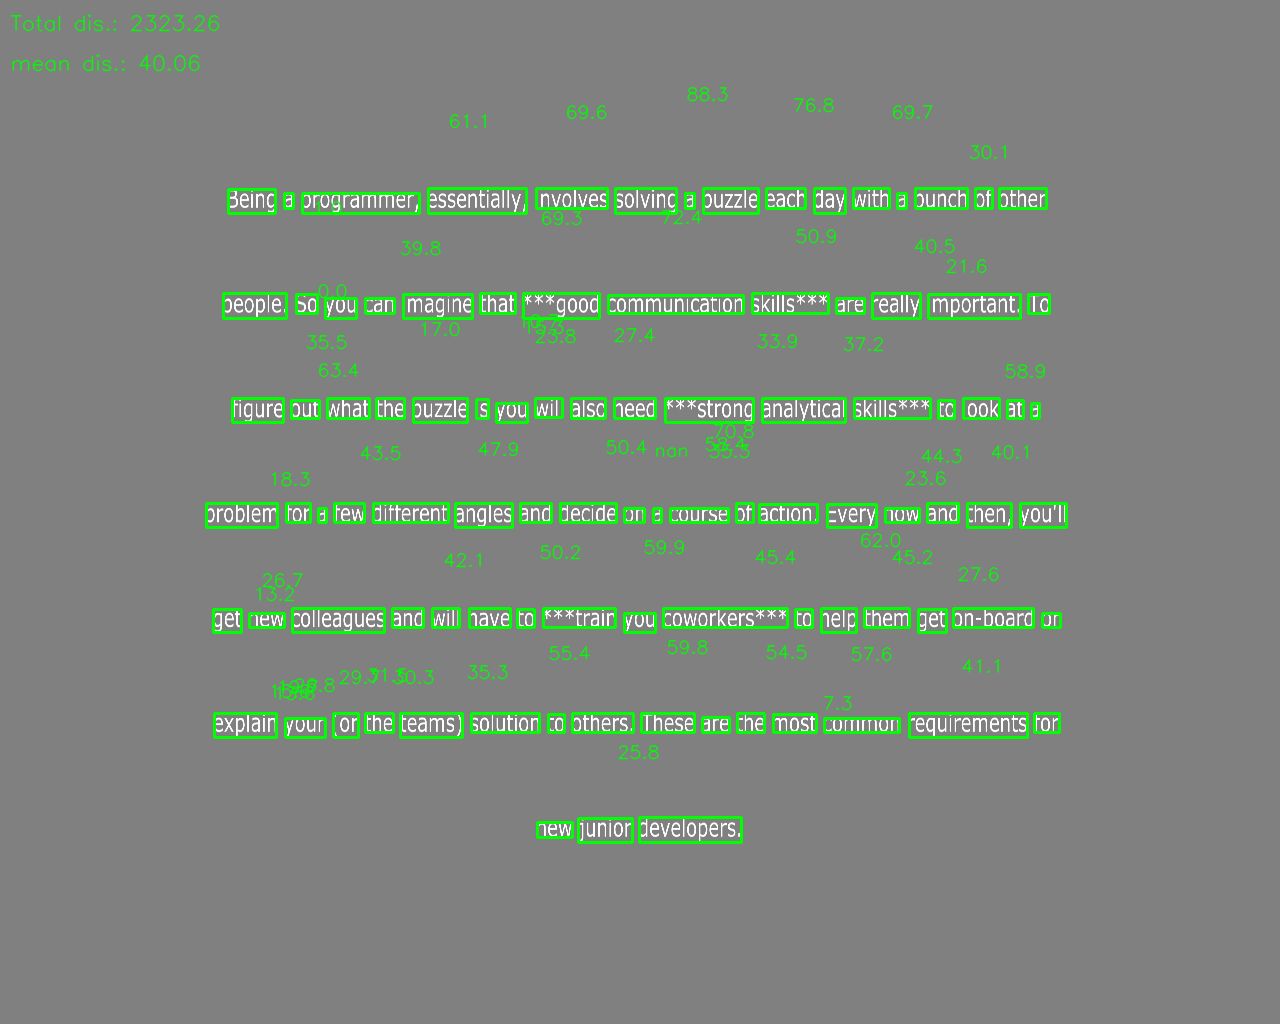 Total dis.: 2323.26
mean dis.: 40.06
88.3
76.8
69.6
69.7
61.1
30.1
Being a programmer, essentially, involves solving a puzzle each day with a bunch of other
69.3 72.4
50.9
39.8 40.5
21.6
0.0
people. So you can imagine that ***good communication skills*** are really important. To
17.0
23.8 27.4
35.5 33.9 37.2
63.4 58.9
figure out what the puzzle is you will also need ***strong analytical skills*** to look at a
70.8
43.5 47.9 50.4 nan 44.3 40.1
18.3 23.6
problem for a few different angles and decide on a course of action. Every now and then, you'll
62.0
42.1 50.2 59.9 45.4 45.2
26.7 27.6
13.2
get new colleagues and will have to ***train you coworkers*** to help them get on-board or
55.4 59.8 54.5 57.6
30.3 35.3 41.1
7.3
explain your (or the teams) solution to others. These are the most common requirements for
25.8
new junior developers.